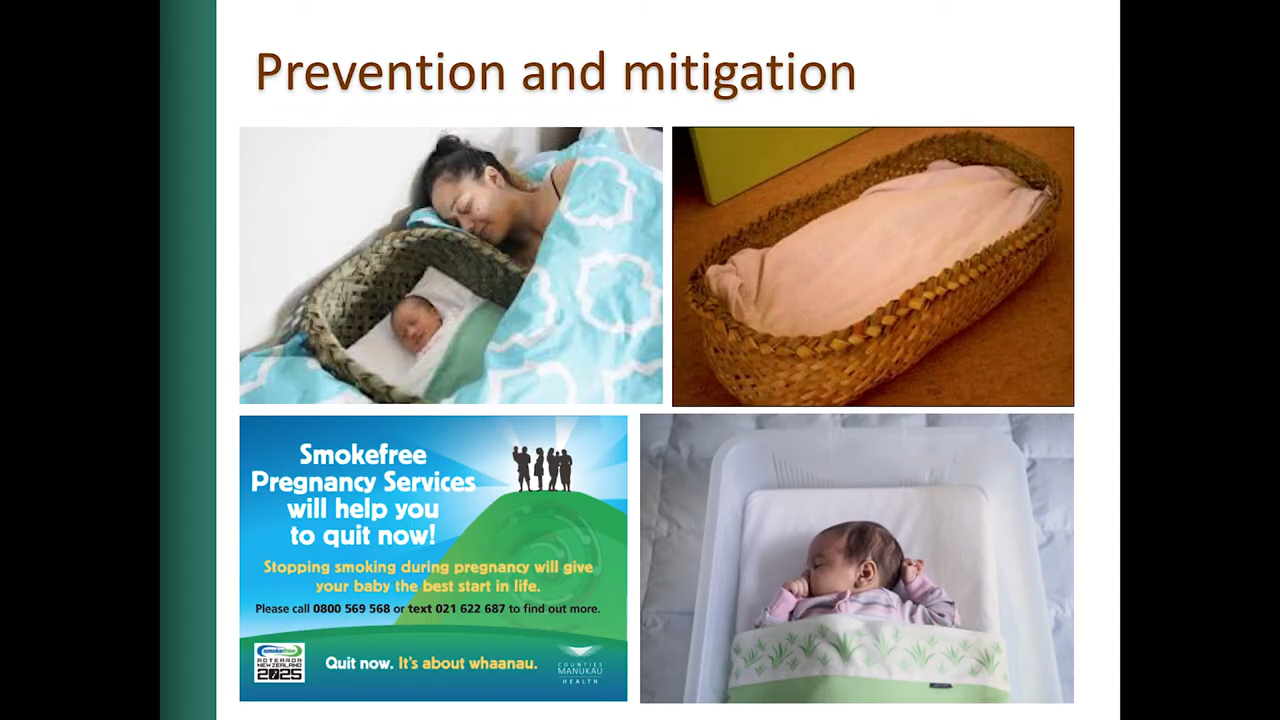 Prevention and mitigation
Smokefree
Pregnancy Services
will help you
to quit now!
Stopping smoking during pregnancy will give
your baby the best start in life.
Please call 0800 569 568 or text 021 622 687 to find out more.
smokefree
AOTEAROA
NEW ZEALAND
2025
Quit now. It's about whaanau.
COUNTIES
MANUKAU
HEALTH